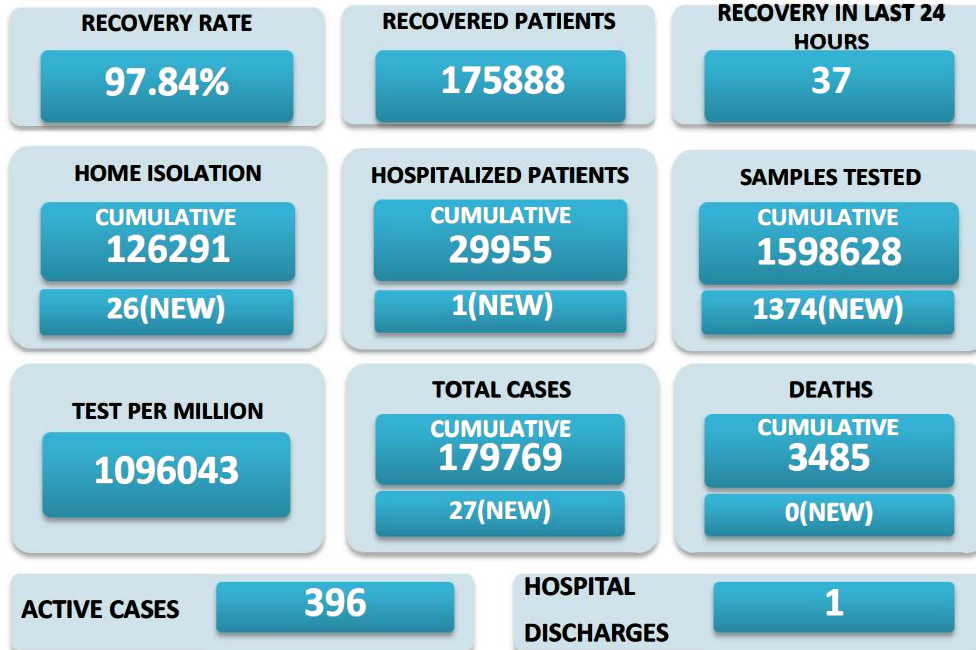 RECOVERY RATE
97.84%
RECOVERED PATIENTS
175888
RECOVERY IN LAST 24
HOURS
37
HOME ISOLATION
CUMULATIVE
126291
26(NEW)
HOSPITALIZED PATIENTS
CUMULATIVE
29955
1(NEW)
SAMPLES TESTED
CUMULATIVE
1598628
1374(NEW)
TEST PER MILLION
1096043
TOTAL CASES
CUMULATIVE
179769
27(NEW)
DEATHS
CUMULATIVE
3485
0(NEW)
ACTIVE CASES
396
HOSPITAL
DISCHARGES
1